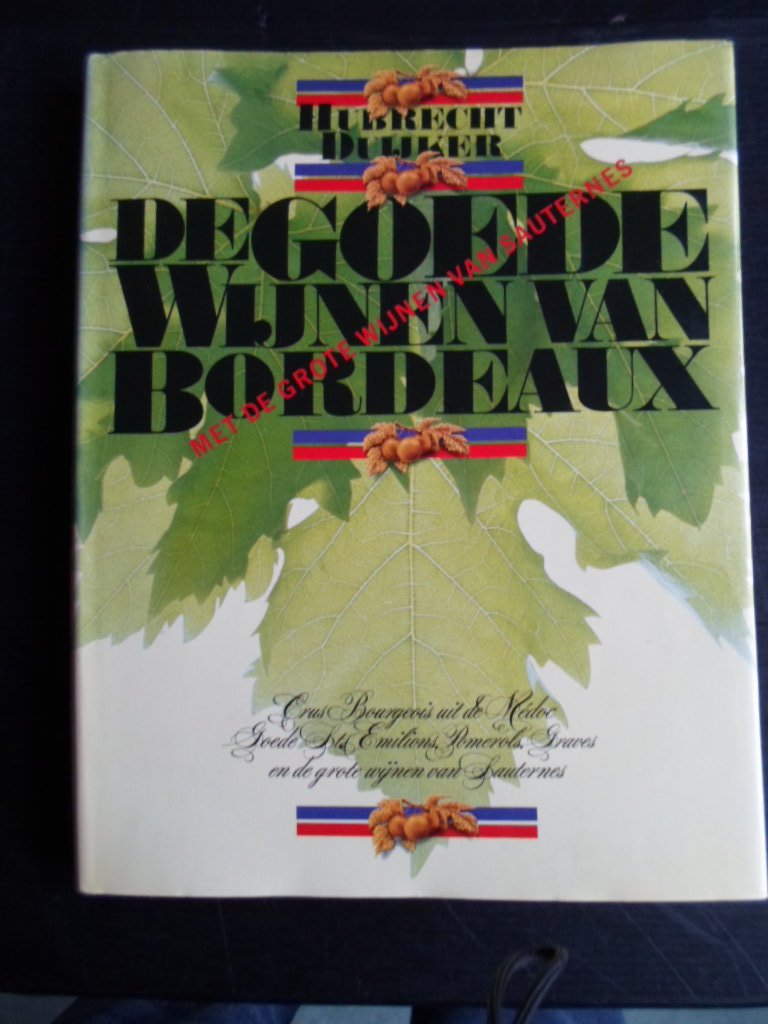 HUBRECHT
DUIJKER
DE GOEDE
WIJNEN VAN
BORDEAUX
MET DE GROTE WIJNEN VAN SAUTERNES
Crus Bourgeois uit de Médoc
Goede St. Emilions, Pomerols, Graves
en de grote wijnen van Sauternes